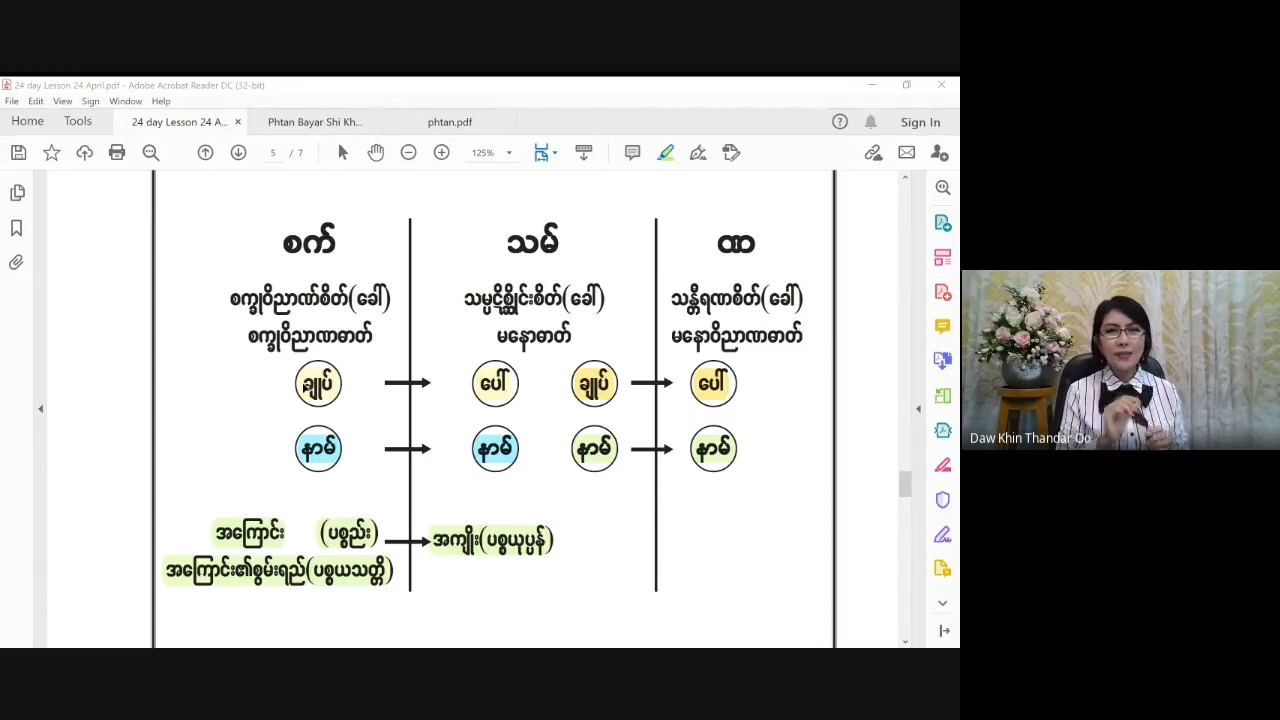 24 day Lesson 24 April.pdf - Adobe Acrobat Reader DC (32-bit)
File Edit View Sign Window Help
Home Tools 24 day Lesson 24 A... × Phtan Bayar Shi Kh... phtan.pdf Sign In
5 / 7 125%
စက် သမ် ဏ
စက္ခုဝိညာဏ်စိတ်(ခေါ်) သမ္ပဋိစ္ဆိုင်းစိတ်(ခေါ်) သန္တီရဏစိတ်(ခေါ်)
စက္ခုဝိညာဏဓာတ် မနောဓာတ် မနောဝိညာဏဓာတ်
ချုပ် ပေါ် ချုပ် ပေါ်
နာမ် နာမ် နာမ် နာမ်
အကြောင်း (ပစ္စည်း) အကျိုး(ပစ္စယုပ္ပန်)
အကြောင်း၏စွမ်းရည်(ပစ္စယသတ္တိ)
Daw Khin Thandar Oo